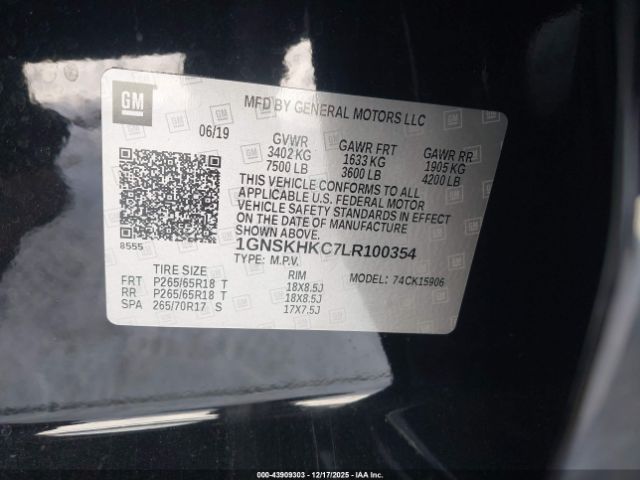 GM
MFD BY GENERAL MOTORS LLC
06/19
GVWR GAWR FRT GAWR RR
3402 KG 1633 KG 1905 KG
7500 LB 3600 LB 4200 LB
THIS VEHICLE CONFORMS TO ALL
APPLICABLE U.S. FEDERAL MOTOR
VEHICLE SAFETY STANDARDS IN EFFECT
ON THE DATE OF MANUFACTURE
SHOWN ABOVE.
8555
1GNSKHKC7LR100354
TYPE: M.P.V. MODEL: 74CK15906
TIRE SIZE RIM
FRT P265/65R18 T 18X8.5J
RR P265/65R18 T 18X8.5J
SPA 265/70R17 S 17X7.5J
000-43909303 — 12/17/2025 — IAA Inc.